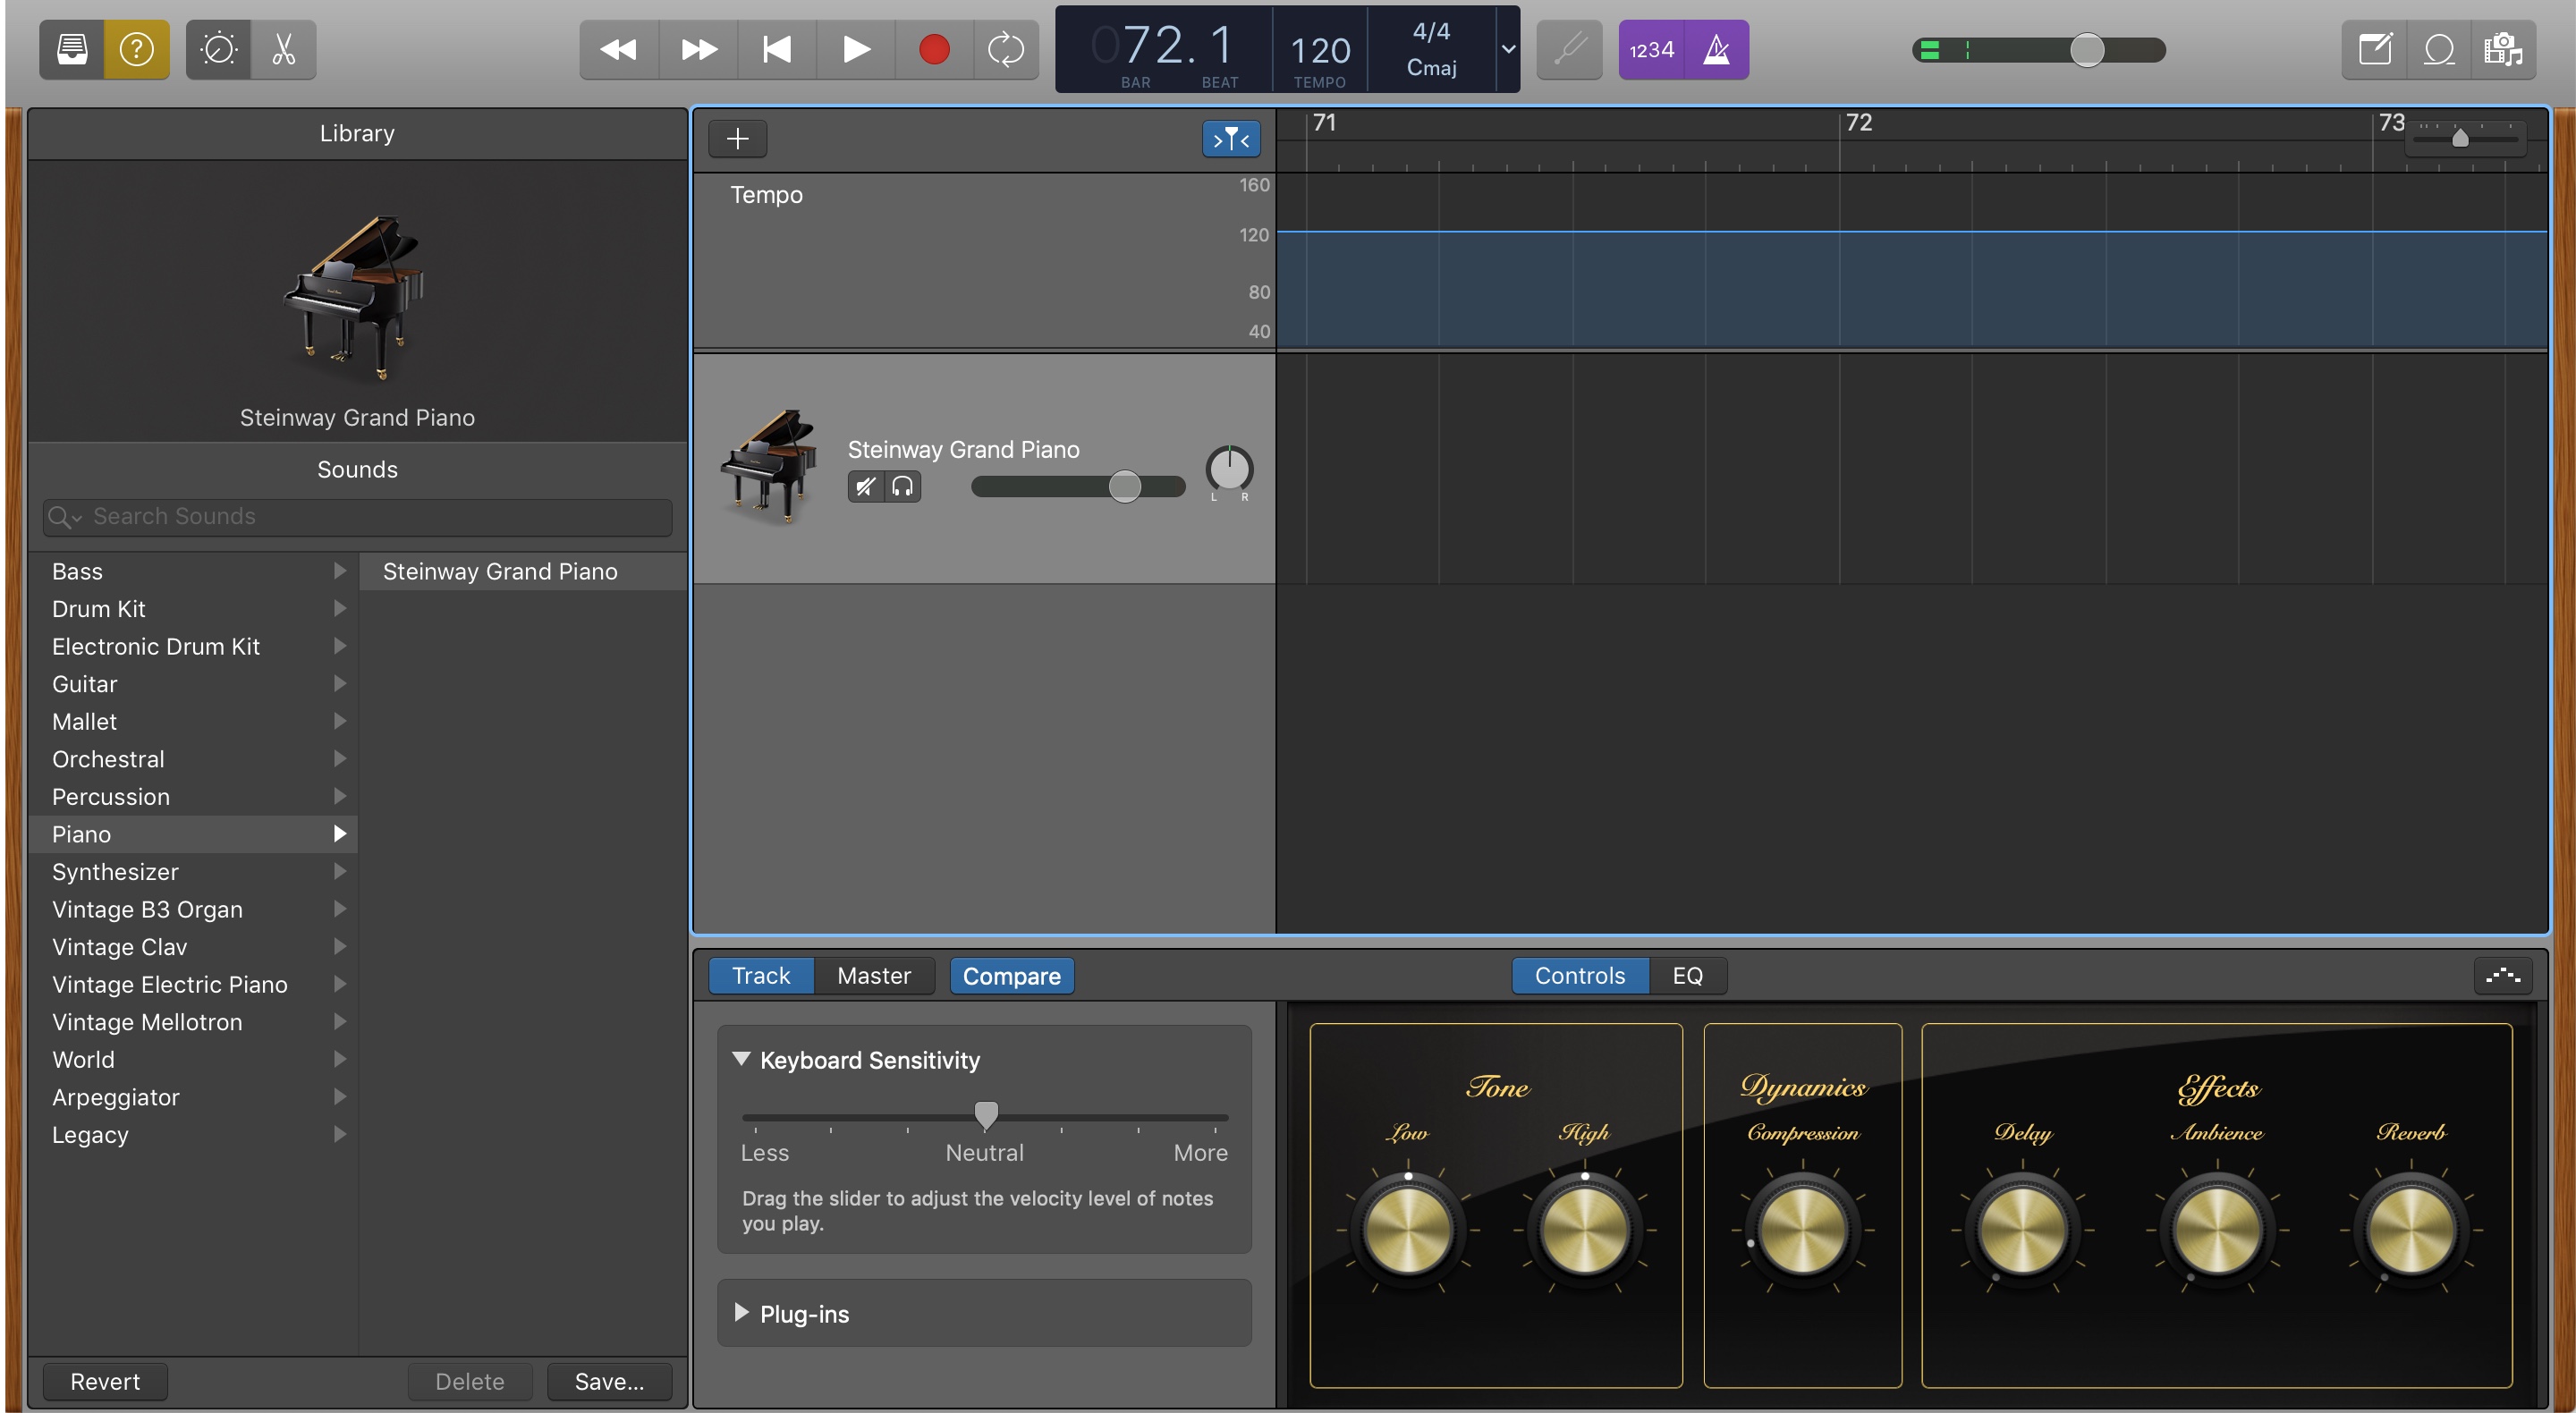 072. 1
BAR BEAT
120
TEMPO
4/4
Cmaj
1234
Library
Steinway Grand Piano
Sounds
Search Sounds
Bass
Drum Kit
Electronic Drum Kit
Guitar
Mallet
Orchestral
Percussion
Piano
Synthesizer
Vintage B3 Organ
Vintage Clav
Vintage Electric Piano
Vintage Mellotron
World
Arpeggiator
Legacy
Steinway Grand Piano
Revert Delete Save...
71 72 73
Tempo
160
120
80
40
Steinway Grand Piano
L R
Track Master Compare Controls EQ
Keyboard Sensitivity
Less Neutral More
Drag the slider to adjust the velocity level of notes
you play.
Plug-ins
Tone
Low High
Dynamics
Compression
Effects
Delay Ambience Reverb